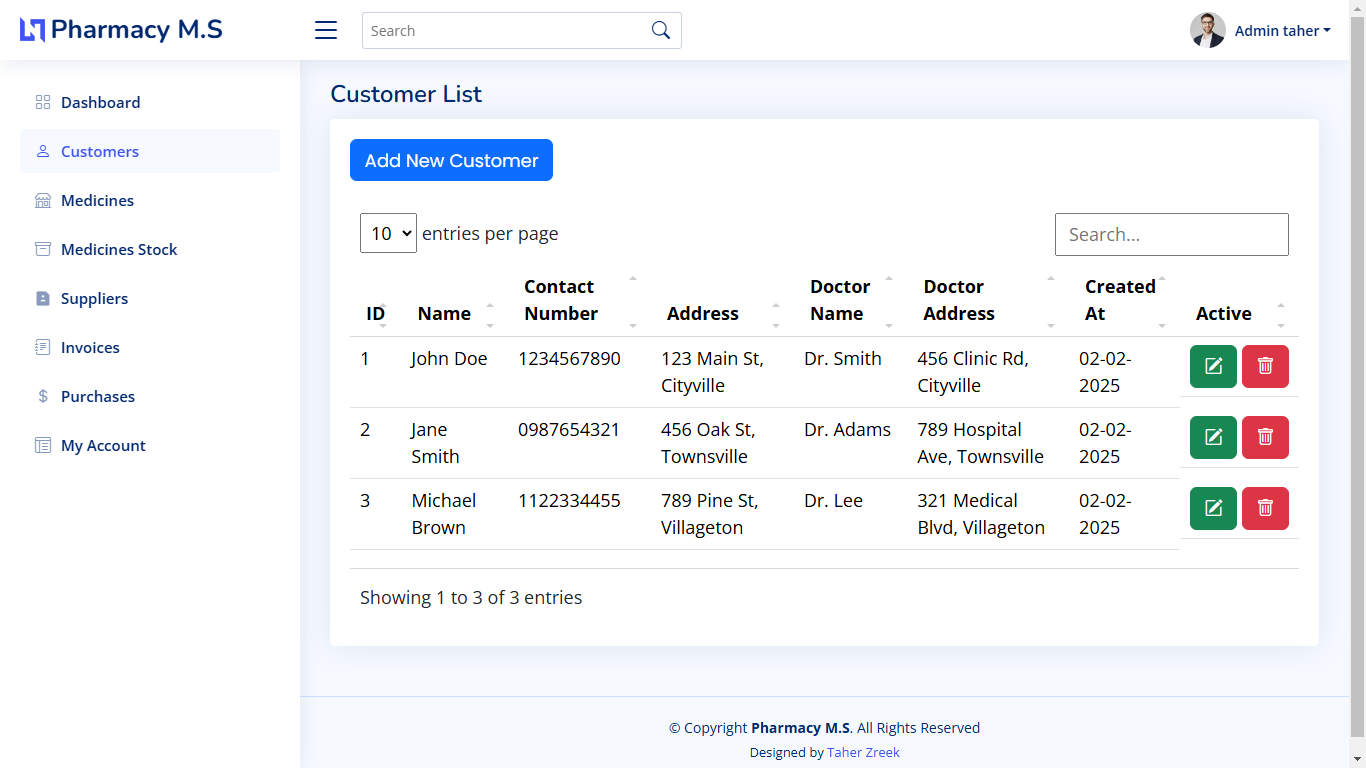 Pharmacy M.S
Search
Admin taher
Dashboard
Customers
Medicines
Medicines Stock
Suppliers
Invoices
Purchases
My Account
Customer List
Add New Customer
10 entries per page
Search...
ID Name Contact Number Address Doctor Name Doctor Address Created At Active
1 John Doe 1234567890 123 Main St, Cityville Dr. Smith 456 Clinic Rd, Cityville 02-02-2025
2 Jane Smith 0987654321 456 Oak St, Townsville Dr. Adams 789 Hospital Ave, Townsville 02-02-2025
3 Michael Brown 1122334455 789 Pine St, Villageton Dr. Lee 321 Medical Blvd, Villageton 02-02-2025
Showing 1 to 3 of 3 entries
© Copyright Pharmacy M.S. All Rights Reserved
Designed by Taher Zreek